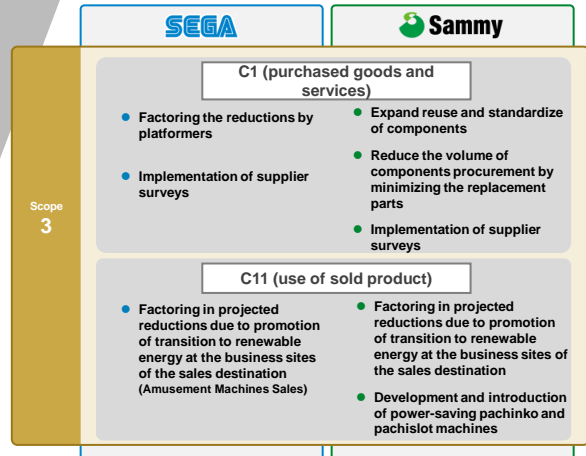 SEGA
Sammy
Scope
3
C1 (purchased goods and
services)
Factoring the reductions by
platformers
Implementation of supplier
surveys
Expand reuse and standardize
of components
Reduce the volume of
components procurement by
minimizing the replacement
parts
Implementation of supplier
surveys
C11 (use of sold product)
Factoring in projected
reductions due to promotion
of transition to renewable
energy at the business sites
of the sales destination
(Amusement Machines Sales)
Factoring in projected
reductions due to promotion
of transition to renewable
energy at the business sites of
the sales destination
Development and introduction
of power-saving pachinko and
pachislot machines